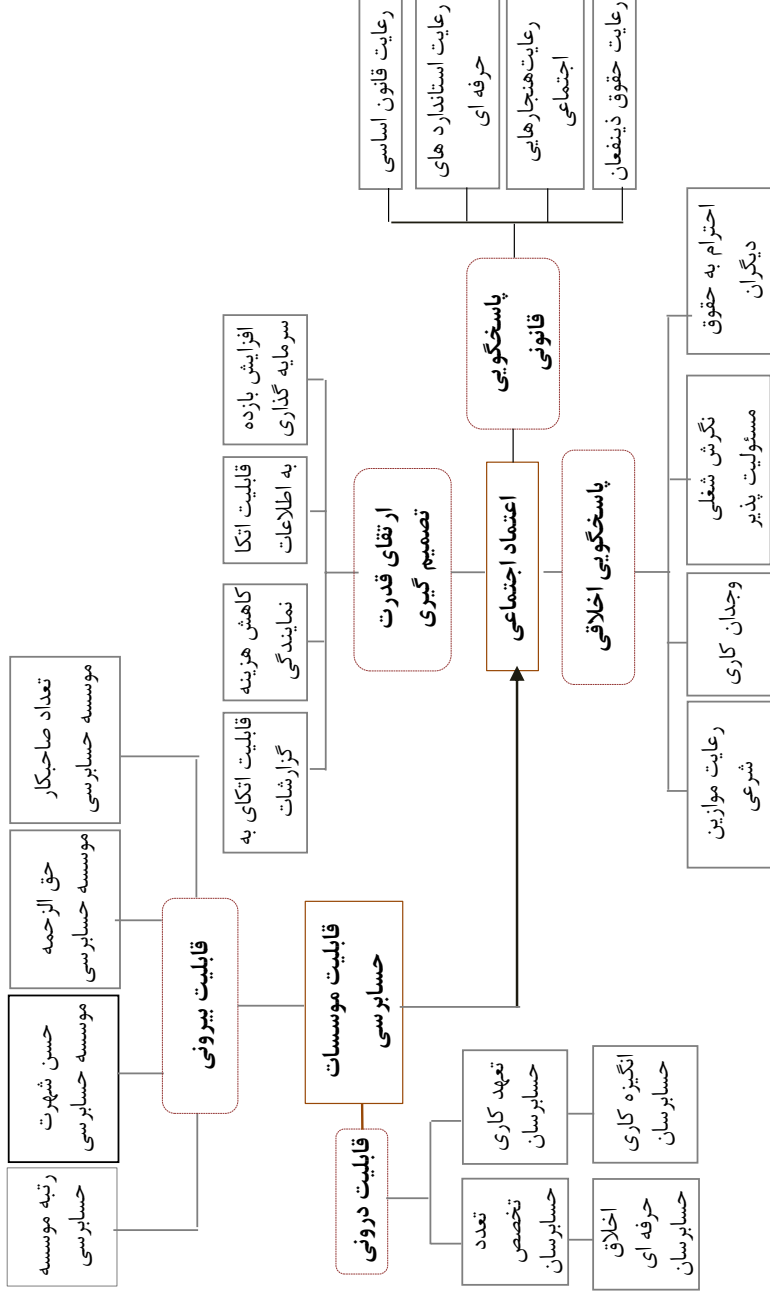 رتبه موسسه
حسابرسی
حسن شهرت
موسسه حسابرسی
حق الزحمه
موسسه حسابرسی
تعداد صاحبکار
موسسه حسابرسی
قابلیت بیرونی
قابلیت موسسات
حسابرسی
قابلیت درونی
تعدد
تخصص
حسابرسان
تعهد کاری
حسابرسان
اخلاق
حرفه ای
حسابرسان
انگیزه کاری
حسابرسان
قابلیت اتکای به
گزارشات
کاهش هزینه
نمایندگی
قابلیت اتکا
به اطلاعات
افزایش بازده
سرمایه گذاری
ارتقای قدرت
تصمیم گیری
اعتماد اجتماعی
پاسخگویی
قانونی
رعایت قانون اساسی
رعایت استاندارد های
حرفه ای
رعایت‌هنجارهایی
اجتماعی
رعایت حقوق ذینفعان
پاسخگویی اخلاقی
رعایت موازین
شرعی
وجدان کاری
نگرش شغلی
مسئولیت پذیر
احترام به حقوق
دیگران